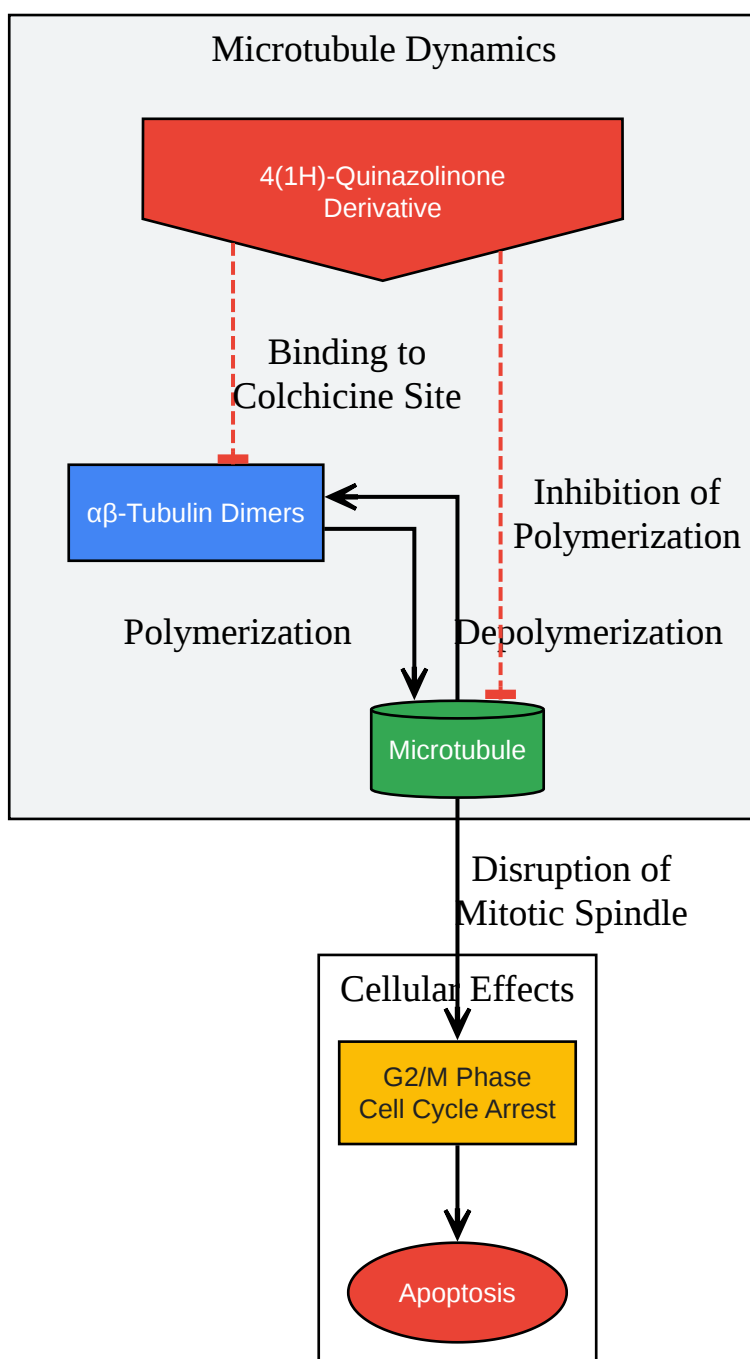 Microtubule Dynamics
4(1H)-Quinazolinone
Derivative
Binding to
Colchicine Site
αβ-Tubulin Dimers
Inhibition of
Polymerization
Polymerization
Depolymerization
Microtubule
Disruption of
Mitotic Spindle
Cellular Effects
G2/M Phase
Cell Cycle Arrest
Apoptosis